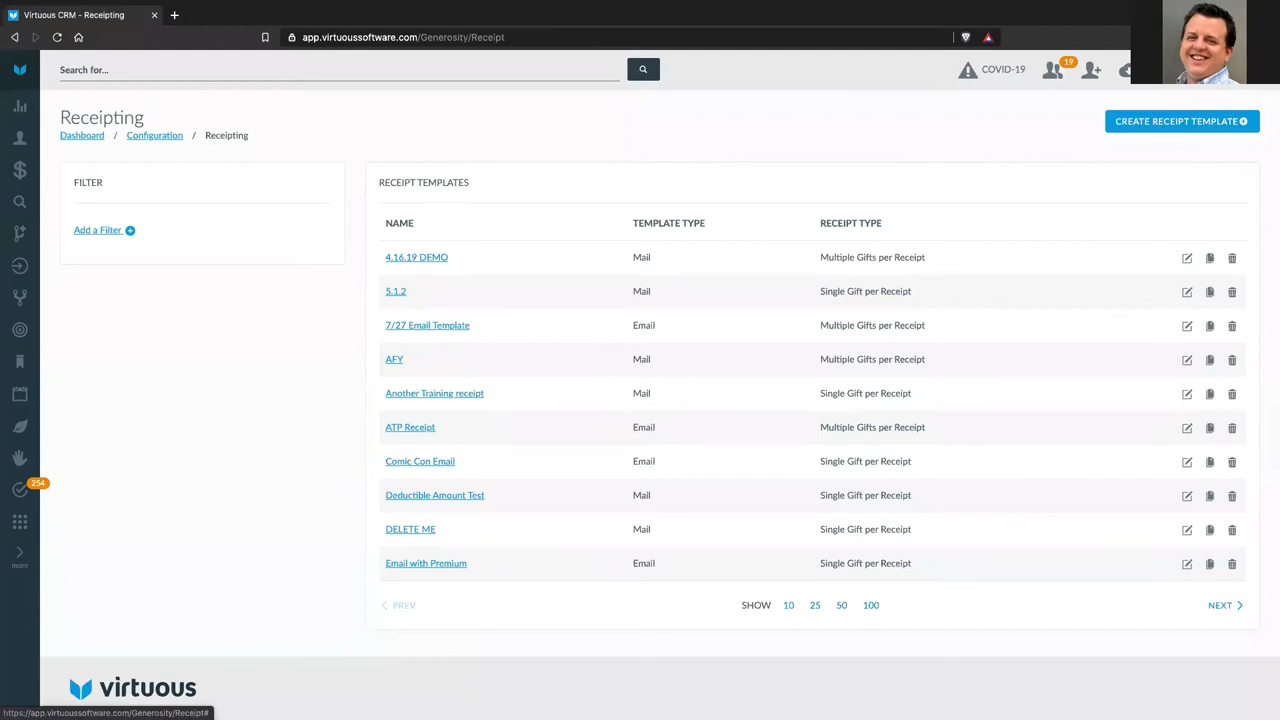 Virtuous CRM - Receipting
app.virtuoussoftware.com/Generosity/Receipt
Search for...
COVID-19
19
Receipting
Dashboard / Configuration / Receipting
CREATE RECEIPT TEMPLATE
FILTER
Add a Filter
RECEIPT TEMPLATES
NAME TEMPLATE TYPE RECEIPT TYPE
4.16.19 DEMO Mail Multiple Gifts per Receipt
5.1.2 Mail Single Gift per Receipt
7/27 Email Template Email Multiple Gifts per Receipt
AFY Mail Multiple Gifts per Receipt
Another Training receipt Mail Single Gift per Receipt
ATP Receipt Email Multiple Gifts per Receipt
Comic Con Email Email Single Gift per Receipt
Deductible Amount Test Mail Single Gift per Receipt
DELETE ME Mail Single Gift per Receipt
Email with Premium Email Single Gift per Receipt
254
more
PREV SHOW 10 25 50 100 NEXT
virtuous
https://app.virtuoussoftware.com/Generosity/Receipt#